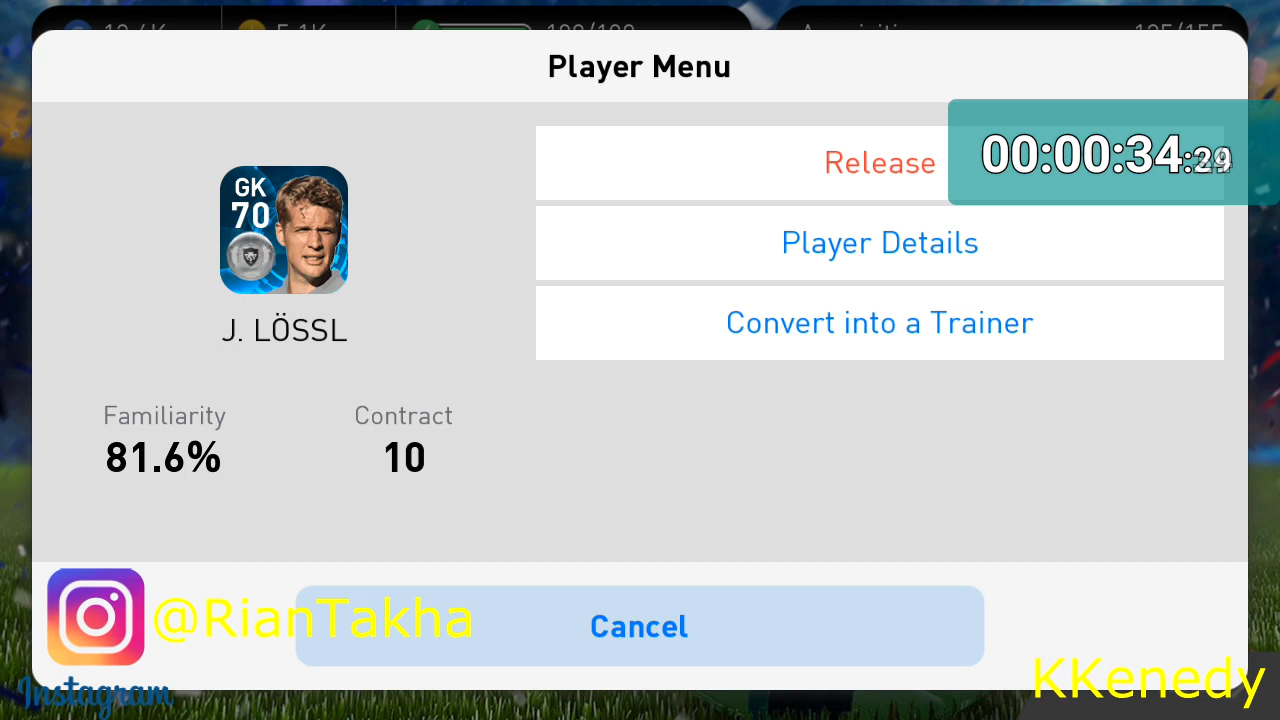 Player Menu
GK
70
J. LÖSSL
Familiarity
81.6%
Contract
10
Release
00:00:34:29
Player Details
Convert into a Trainer
Cancel
@RianTakha
Instagram
KKenedy